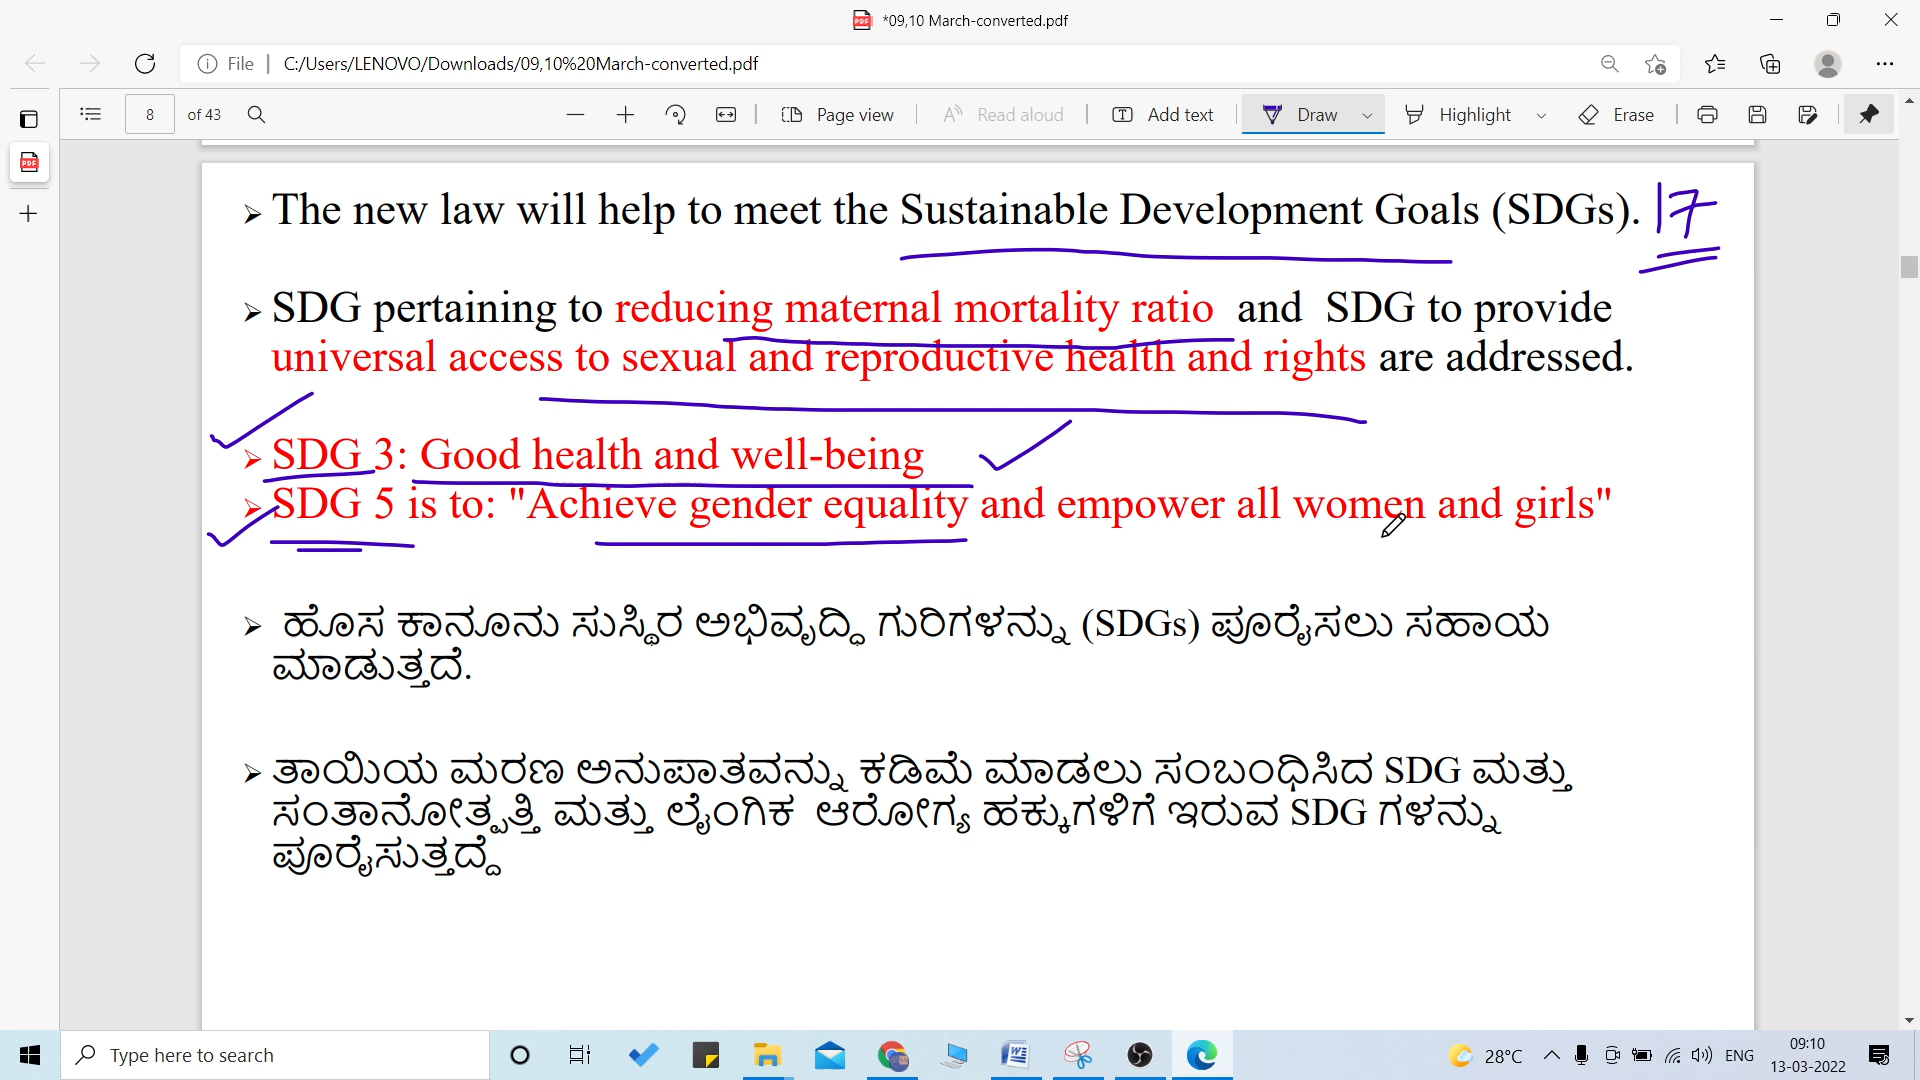 *09,10 March-converted.pdf
File
C:/Users/LENOVO/Downloads/09,10%20March-converted.pdf
8 of 43
Page view
Read aloud
Add text
Draw
Highlight
Erase
➢ The new law will help to meet the Sustainable Development Goals (SDGs). 17
➢ SDG pertaining to reducing maternal mortality ratio and SDG to provide
universal access to sexual and reproductive health and rights are addressed.
➢ SDG 3: Good health and well-being
➢ SDG 5 is to: "Achieve gender equality and empower all women and girls"
➢ ಹೊಸ ಕಾನೂನು ಸುಸ್ಥಿರ ಅಭಿವೃದ್ಧಿ ಗುರಿಗಳನ್ನು (SDGs) ಪೂರೈಸಲು ಸಹಾಯ
ಮಾಡುತ್ತದೆ.
➢ ತಾಯಿಯ ಮರಣ ಅನುಪಾತವನ್ನು ಕಡಿಮೆ ಮಾಡಲು ಸಂಬಂಧಿಸಿದ SDG ಮತ್ತು
ಸಂತಾನೋತ್ಪತ್ತಿ ಮತ್ತು ಲೈಂಗಿಕ ಆರೋಗ್ಯ ಹಕ್ಕುಗಳಿಗೆ ಇರುವ SDG ಗಳನ್ನು
ಪೂರೈಸುತ್ತದ್ದೆ
Type here to search
28°C
ENG
09:10
13-03-2022